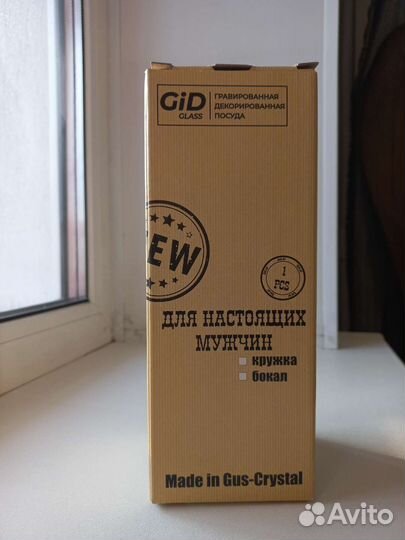 GiD
GLASS
ГРАВИРОВАННАЯ
ДЕКОРИРОВАННАЯ
ПОСУДА
EW
1
PCS
ДЛЯ НАСТОЯЩИХ
МУЖЧИН
кружка
бокал
Made in Gus-Crystal
Avito